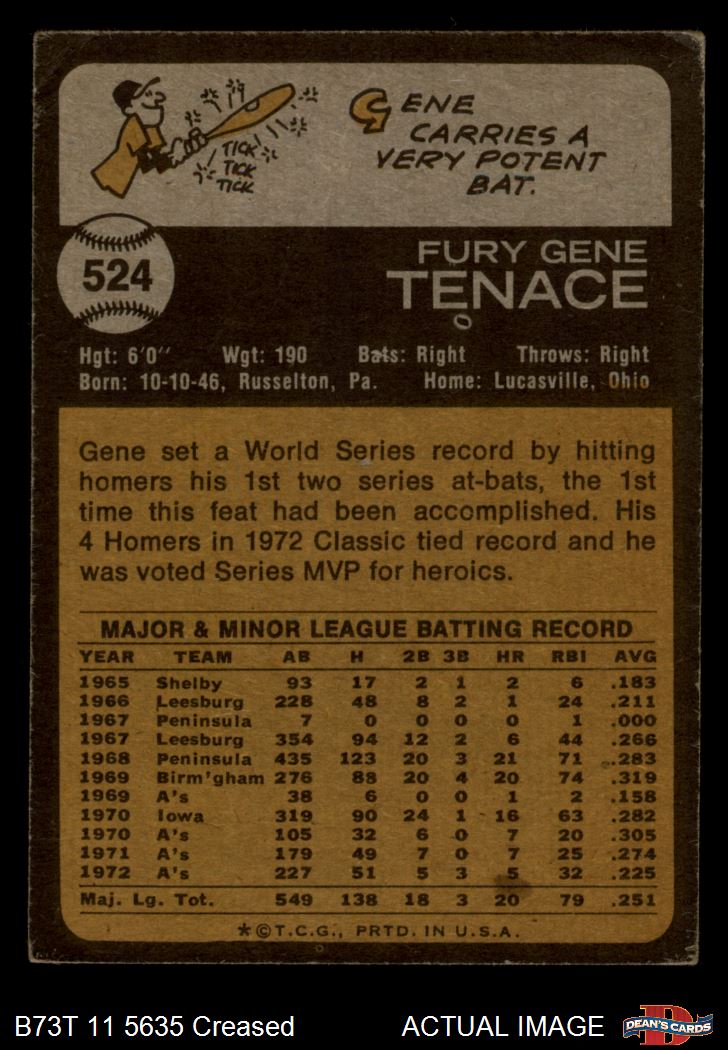 GENE
CARRIES A
VERY POTENT
BAT.
TICK
TICK
TICK
524
FURY GENE
TENACE
Hgt: 6'0" Wgt: 190 Bats: Right Throws: Right
Born: 10-10-46, Russelton, Pa. Home: Lucasville, Ohio
Gene set a World Series record by hitting
homers his 1st two series at-bats, the 1st
time this feat had been accomplished. His
4 Homers in 1972 Classic tied record and he
was voted Series MVP for heroics.
MAJOR & MINOR LEAGUE BATTING RECORD
YEAR TEAM AB H 2B 3B HR RBI AVG
1965 Shelby 93 17 2 1 2 6 .183
1966 Leesburg 228 48 8 2 1 24 .211
1967 Peninsula 7 0 0 0 0 1 .000
1967 Leesburg 354 94 12 2 6 44 .266
1968 Peninsula 435 123 20 3 21 71 .283
1969 Birm'gham 276 88 20 4 20 74 .319
1969 A's 38 6 0 0 1 2 .158
1970 Iowa 319 90 24 1 16 63 .282
1970 A's 105 32 6 0 7 20 .305
1971 A's 179 49 7 0 7 25 .274
1972 A's 227 51 5 3 5 32 .225
Maj. Lg. Tot. 549 138 18 3 20 79 .251
*©T.C.G., PRTD. IN U.S.A.
B73T 11 5635 Creased ACTUAL IMAGE
D
DEAN'S CARDS